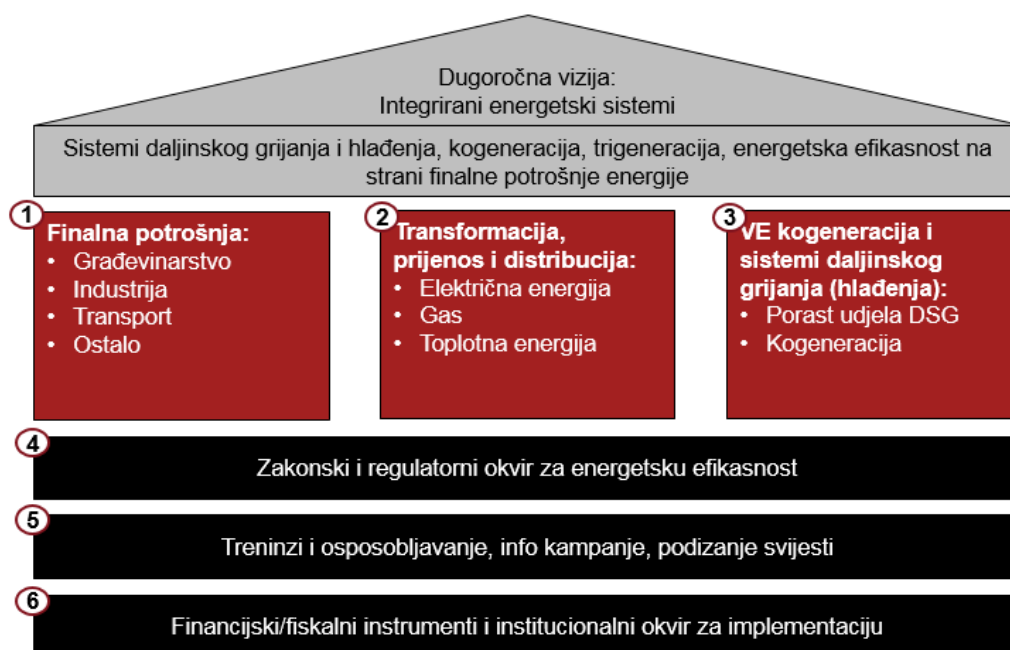 Dugoročna vizija:
Integrirani energetski sistemi
Sistemi daljinskog grijanja i hlađenja, kogeneracija, trigeneracija, energetska efikasnost na
strani finalne potrošnje energije
1
Finalna potrošnja:
• Građevinarstvo
• Industrija
• Transport
• Ostalo
2
Transformacija,
prijenos i distribucija:
• Električna energija
• Gas
• Toplotna energija
3
VE kogeneracija i
sistemi daljinskog
grijanja (hlađenja):
• Porast udjela DSG
• Kogeneracija
4
Zakonski i regulatorni okvir za energetsku efikasnost
5
Treninzi i osposobljavanje, info kampanje, podizanje svijesti
6
Financijski/fiskalni instrumenti i institucionalni okvir za implementaciju